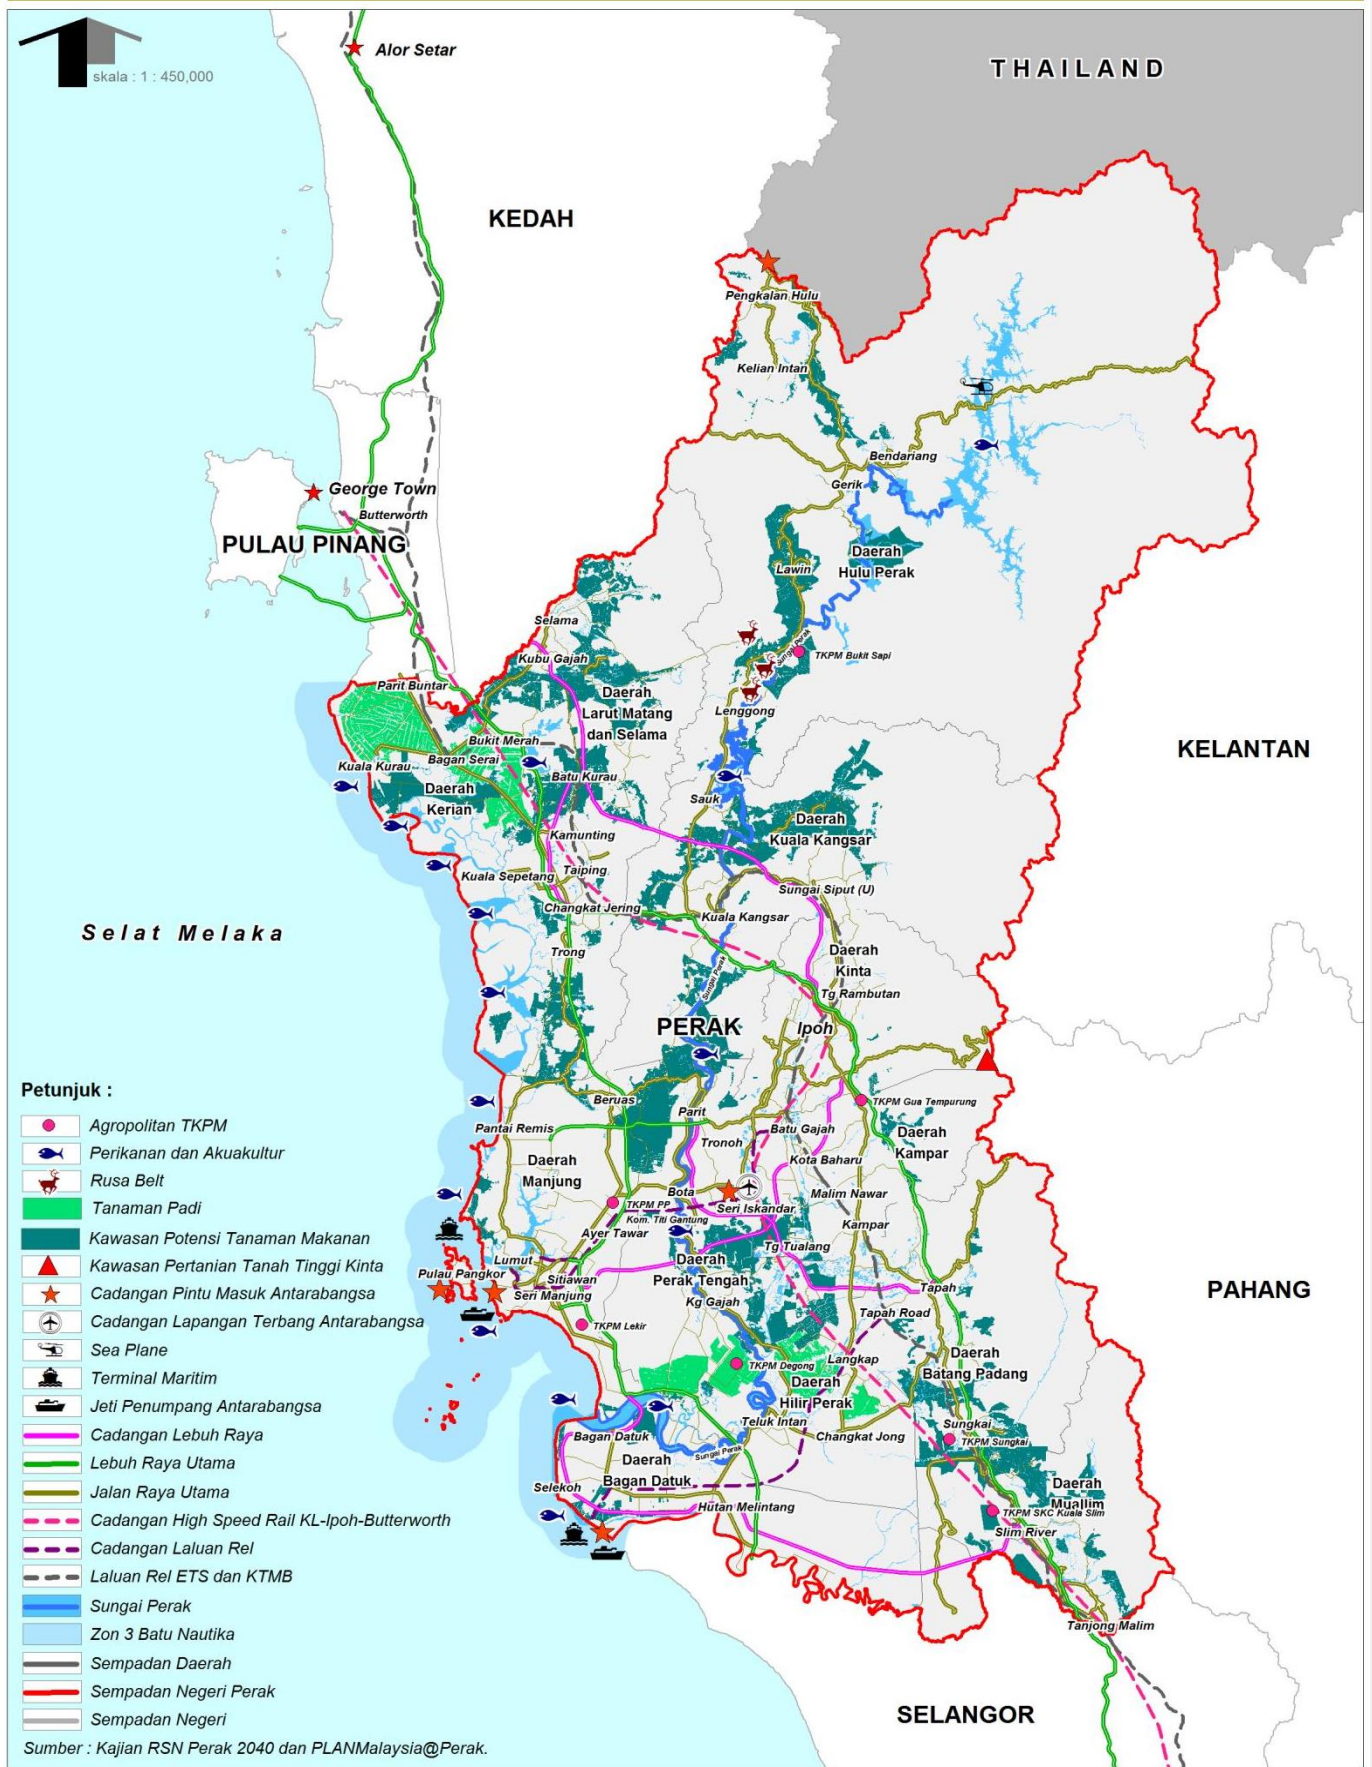 Alor Setar
skala : 1 : 450,000
THAILAND
KEDAH
Pengkalan Hulu
Kelian Intan
Bendariang
Gerik
George Town
Butterworth
PULAU PINANG
Daerah
Hulu Perak
Lawin
Selama
Sungai Perak
TKPM Bukit Sapi
Kubu Gajah
Parit Buntar
Daerah
Larut Matang
dan Selama
Lenggong
Bukit Merah
KELANTAN
Bagan Serai
Kuala Kurau
Batu Kurau
Daerah
Kerian
Sauk
Daerah
Kuala Kangsar
Kamunting
Taiping
Kuala Sepetang
Sungai Siput (U)
Changkat Jering
Kuala Kangsar
Selat Melaka
Trong
Daerah
Kinta
Sungai Perak
Tg Rambutan
PERAK
Ipoh
Beruas
Parit
TKPM Gua Tempurung
Pantai Remis
Tronoh
Batu Gajah
Daerah
Kampar
Daerah
Manjung
Kota Baharu
Bota
Malim Nawar
TKPM PP
Kom. Titi Gantung
Seri Iskandar
Kampar
Ayer Tawar
Tg Tualang
Lumut
Daerah
Perak Tengah
Pulau Pangkor
Sitiawan
Seri Manjung
Tapah
PAHANG
Kg Gajah
Tapah Road
TKPM Lekir
Daerah
Batang Padang
Langkap
TKPM Degong
Daerah
Hilir Perak
Teluk Intan
Sungkai
Bagan Datuk
Changkat Jong
TKPM Sungkai
Sungai Perak
Daerah
Bagan Datuk
Selekoh
Daerah
Muallim
Hutan Melintang
TKPM SKC Kuala Slim
Slim River
Tanjong Malim
SELANGOR
Petunjuk :
Agropolitan TKPM
Perikanan dan Akuakultur
Rusa Belt
Tanaman Padi
Kawasan Potensi Tanaman Makanan
Kawasan Pertanian Tanah Tinggi Kinta
Cadangan Pintu Masuk Antarabangsa
Cadangan Lapangan Terbang Antarabangsa
Sea Plane
Terminal Maritim
Jeti Penumpang Antarabangsa
Cadangan Lebuh Raya
Lebuh Raya Utama
Jalan Raya Utama
Cadangan High Speed Rail KL-Ipoh-Butterworth
Cadangan Laluan Rel
Laluan Rel ETS dan KTMB
Sungai Perak
Zon 3 Batu Nautika
Sempadan Daerah
Sempadan Negeri Perak
Sempadan Negeri
Sumber : Kajian RSN Perak 2040 dan PLANMalaysia@Perak.